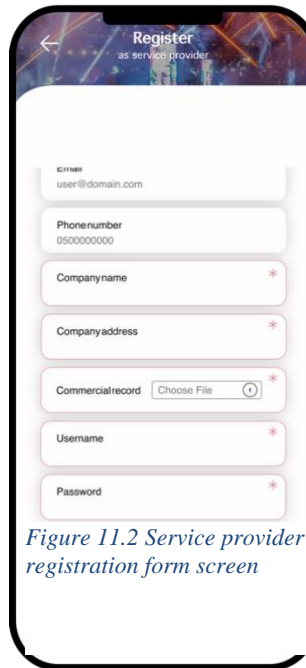 Register
as service provider
Email
user@domain.com
Phonenumber
0500000000
Companyname *
Companyaddress *
Commercialrecord Choose File *
Username *
Password *
Figure 11.2 Service provider
registration form screen